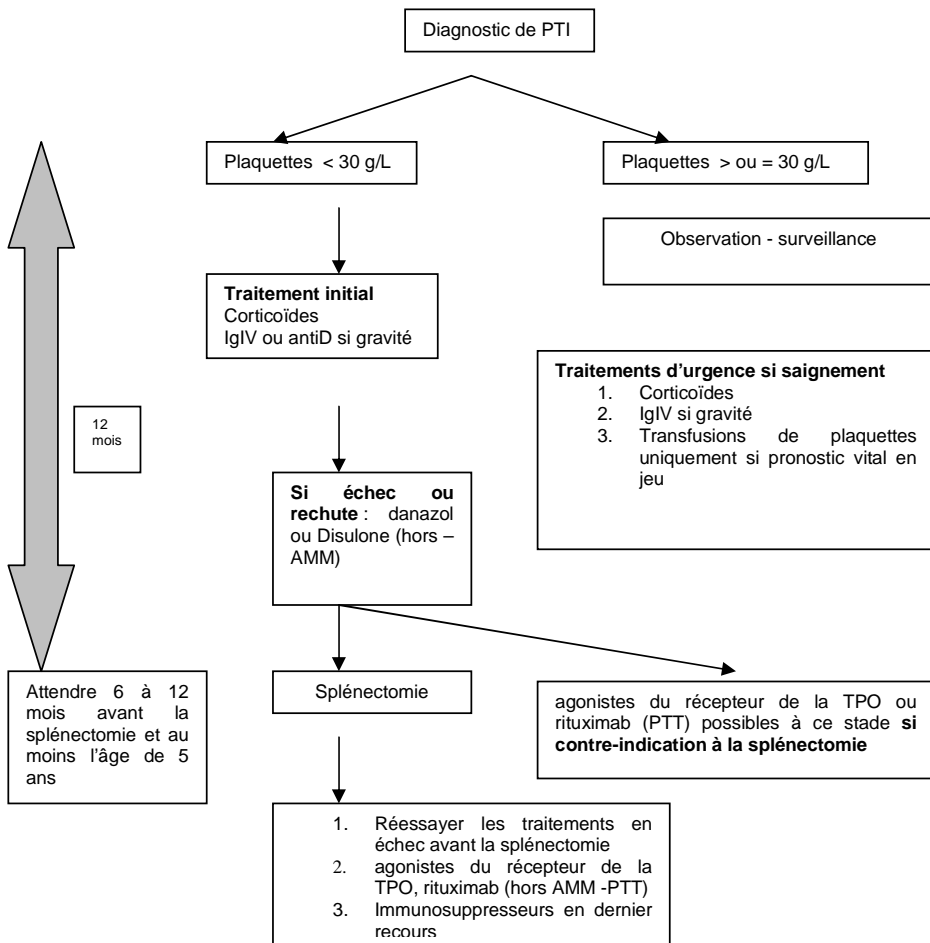 Diagnostic de PTI
Plaquettes < 30 g/L
Plaquettes > ou = 30 g/L
Observation - surveillance
Traitement initial
Corticoïdes
IgIV ou antiD si gravité
Traitements d'urgence si saignement
1. Corticoïdes
2. IgIV si gravité
3. Transfusions de plaquettes
uniquement si pronostic vital en
jeu
12
mois
Si échec ou
rechute : danazol
ou Disulone (hors –
AMM)
Attendre 6 à 12
mois avant la
splénectomie et au
moins l'âge de 5
ans
Splénectomie
agonistes du récepteur de la TPO ou
rituximab (PTT) possibles à ce stade si
contre-indication à la splénectomie
1. Réessayer les traitements en
échec avant la splénectomie
2. agonistes du récepteur de la
TPO, rituximab (hors AMM -PTT)
3. Immunosuppresseurs en dernier
recours